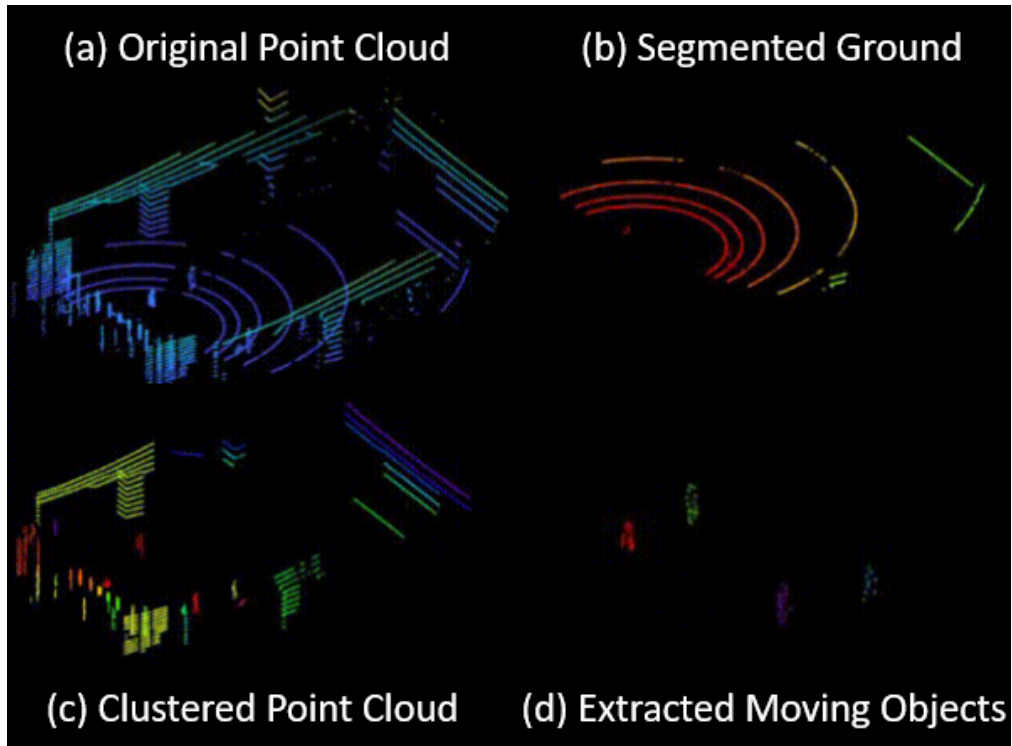 (a) Original Point Cloud
(b) Segmented Ground
(c) Clustered Point Cloud
(d) Extracted Moving Objects